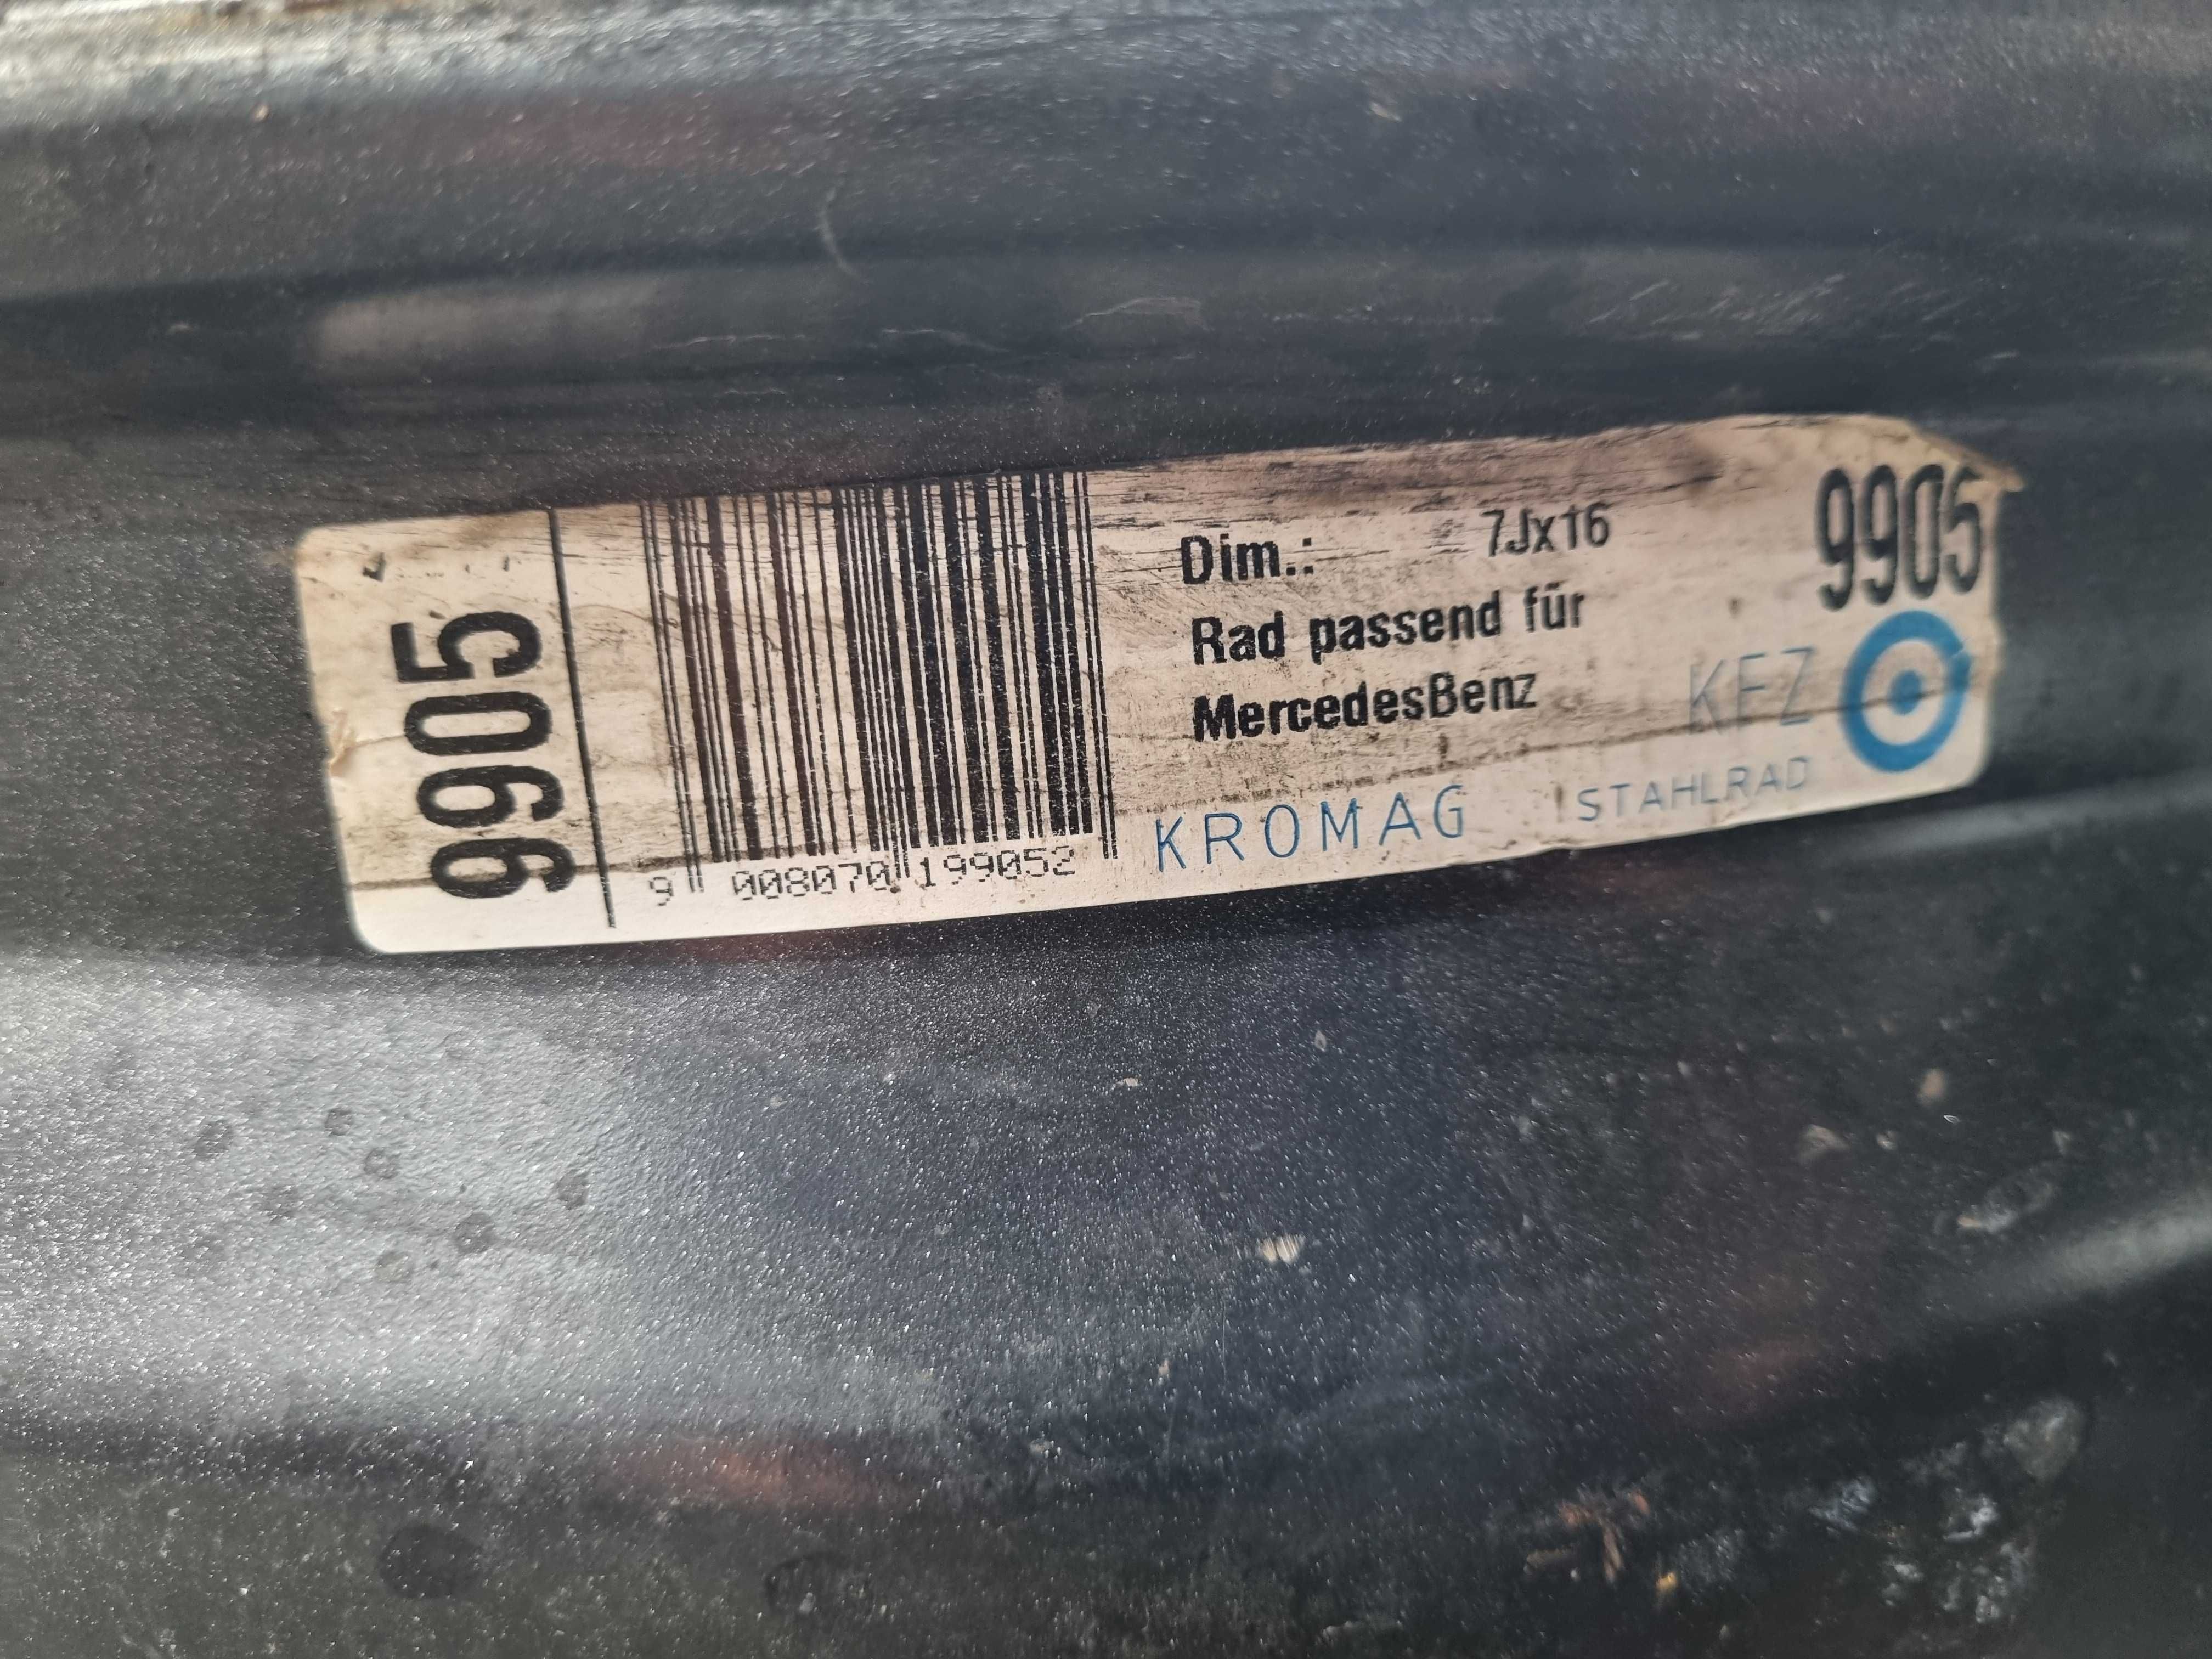 9905
9 008070 199052
Dim.: 7Jx16
Rad passend für
MercedesBenz
KROMAG
9905
KFZ
STAHLRAD